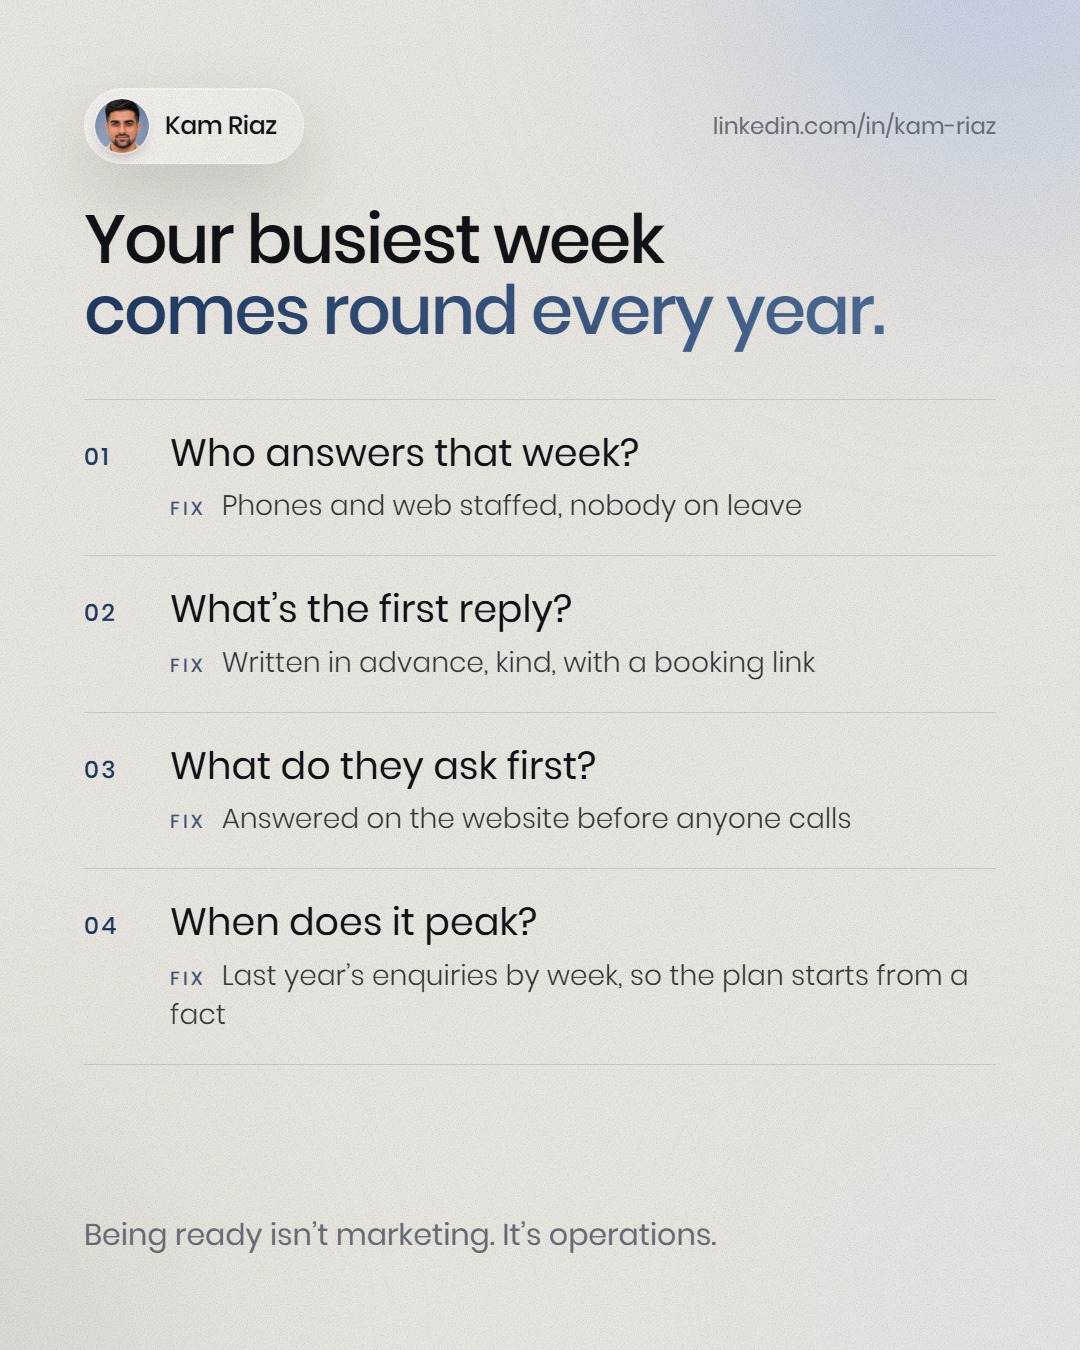 Kam Riaz
linkedin.com/in/kam-riaz
Your busiest week
comes round every year.
01 Who answers that week?
FIX Phones and web staffed, nobody on leave
02 What’s the first reply?
FIX Written in advance, kind, with a booking link
03 What do they ask first?
FIX Answered on the website before anyone calls
04 When does it peak?
FIX Last year’s enquiries by week, so the plan starts from a
fact
Being ready isn’t marketing. It’s operations.